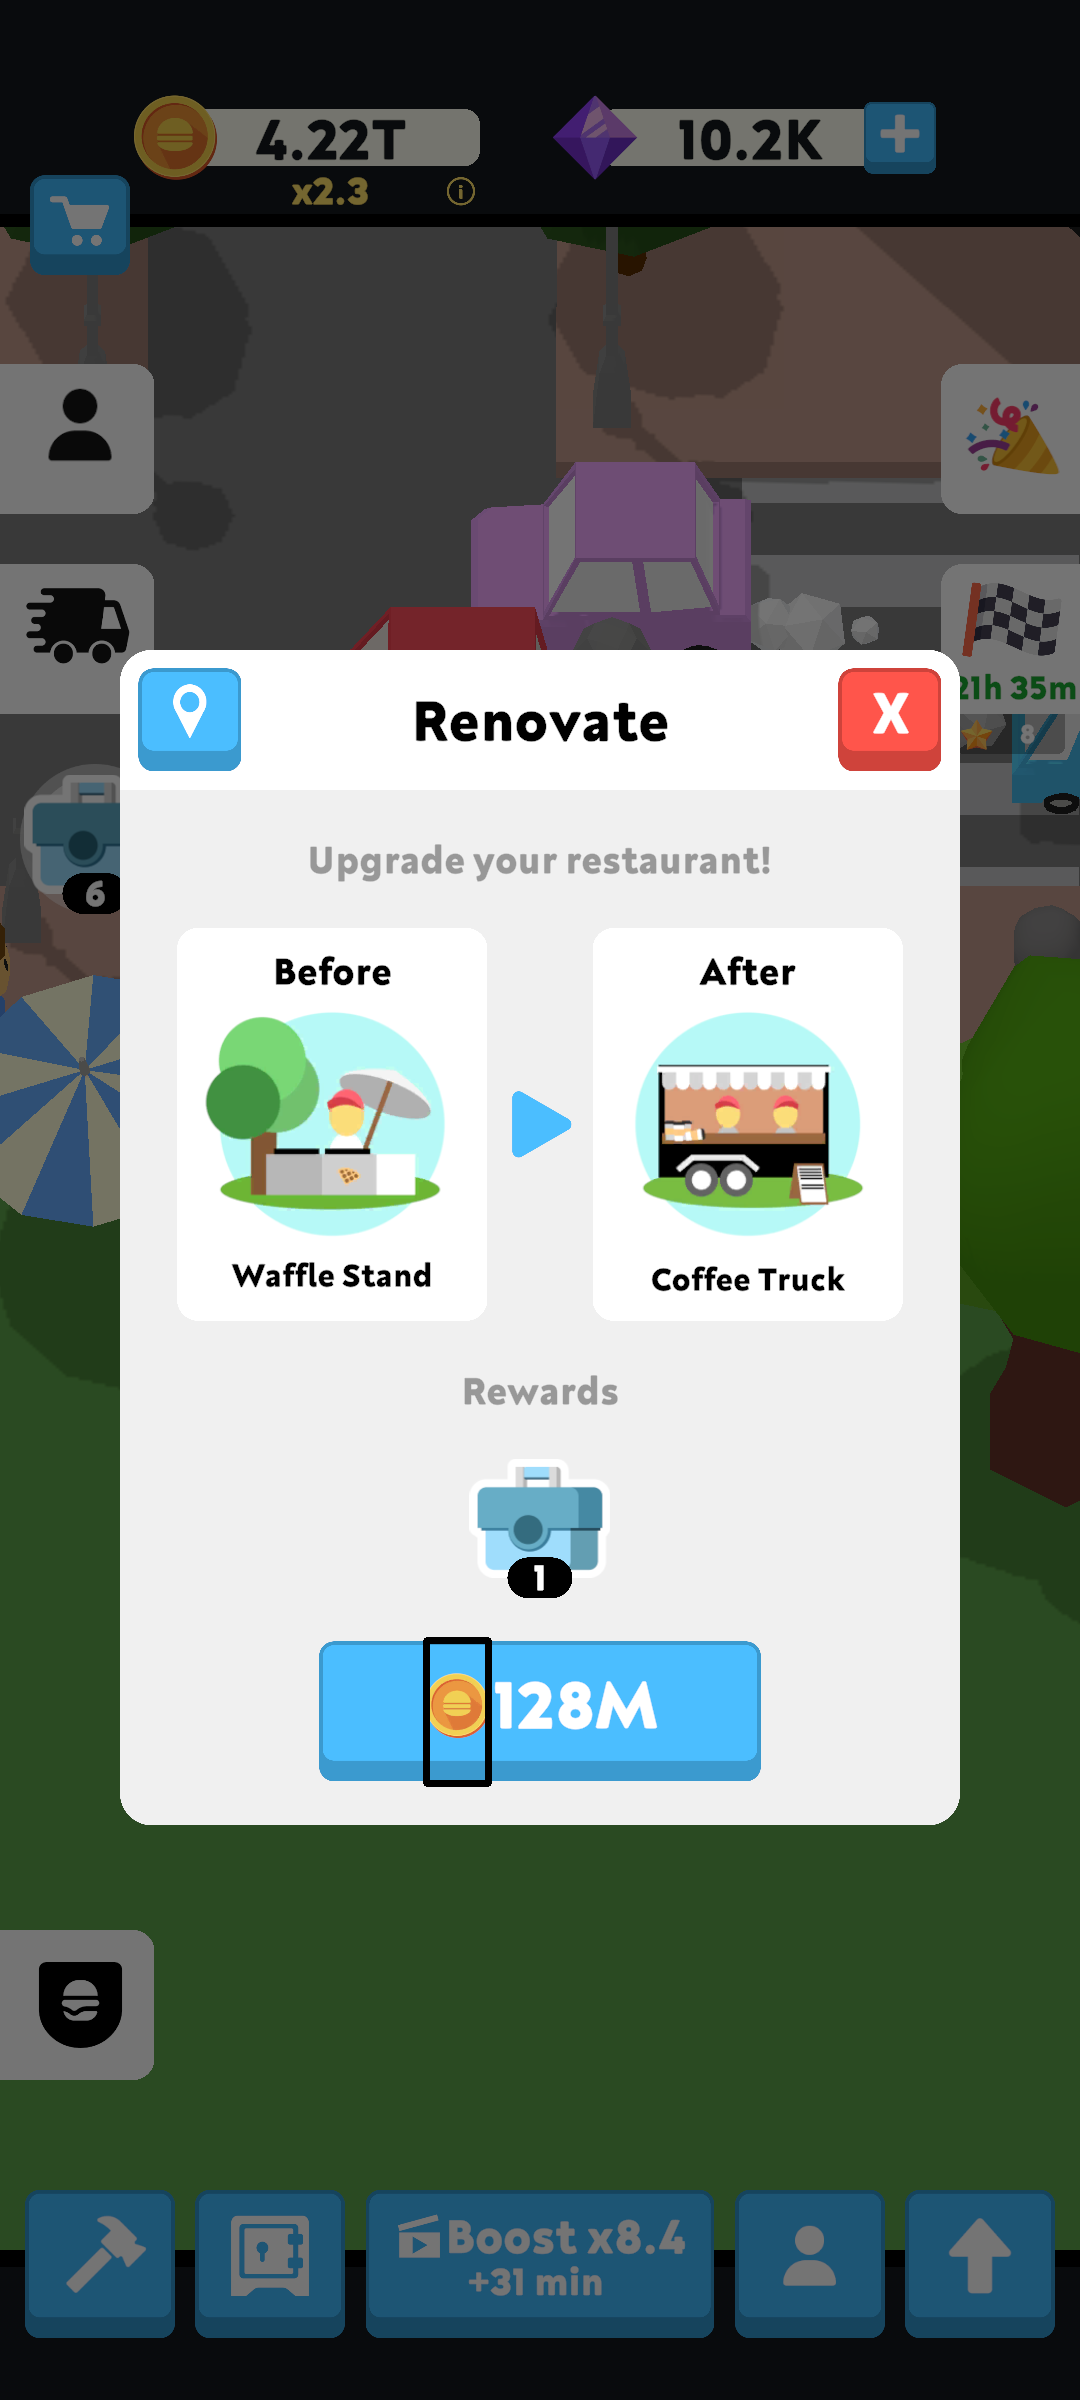 4.22T
10.2K
x2.3
21h 35m
8
Renovate
X
6
Upgrade your restaurant!
Before
After
Waffle Stand
Coffee Truck
Rewards
1
128M
Boost x8.4
+31 min